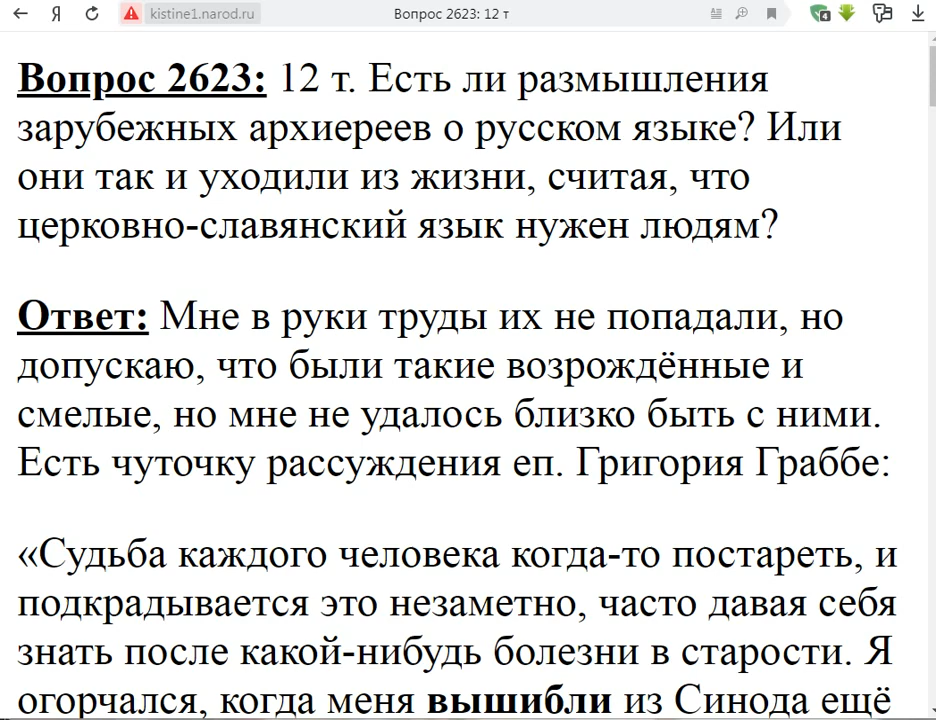 kistine1.narod.ru
Вопрос 2623: 12 т
4
Вопрос 2623: 12 т. Есть ли размышления
зарубежных архиереев о русском языке? Или
они так и уходили из жизни, считая, что
церковно-славянский язык нужен людям?
Ответ: Мне в руки труды их не попадали, но
допускаю, что были такие возрождённые и
смелые, но мне не удалось близко быть с ними.
Есть чуточку рассуждения еп. Григория Граббе:
«Судьба каждого человека когда-то постареть, и
подкрадывается это незаметно, часто давая себя
знать после какой-нибудь болезни в старости. Я
огорчался, когда меня вышибли из Синода ещё